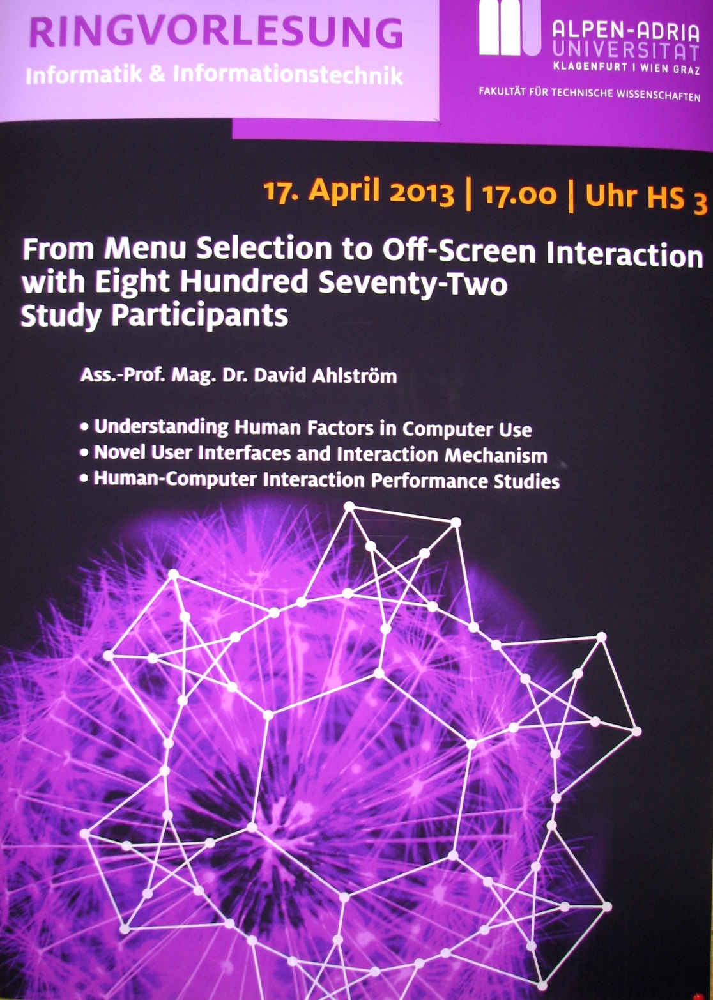 RINGVORLESUNG
Informatik & Informationstechnik
ALPEN-ADRIA
UNIVERSITÄT
KLAGENFURT I WIEN GRAZ
FAKULTÄT FÜR TECHNISCHE WISSENSCHAFTEN
17. April 2013 | 17.00 | Uhr HS 3
From Menu Selection to Off-Screen Interaction
with Eight Hundred Seventy-Two
Study Participants
Ass.-Prof. Mag. Dr. David Ahlström
• Understanding Human Factors in Computer Use
• Novel User Interfaces and Interaction Mechanism
• Human-Computer Interaction Performance Studies